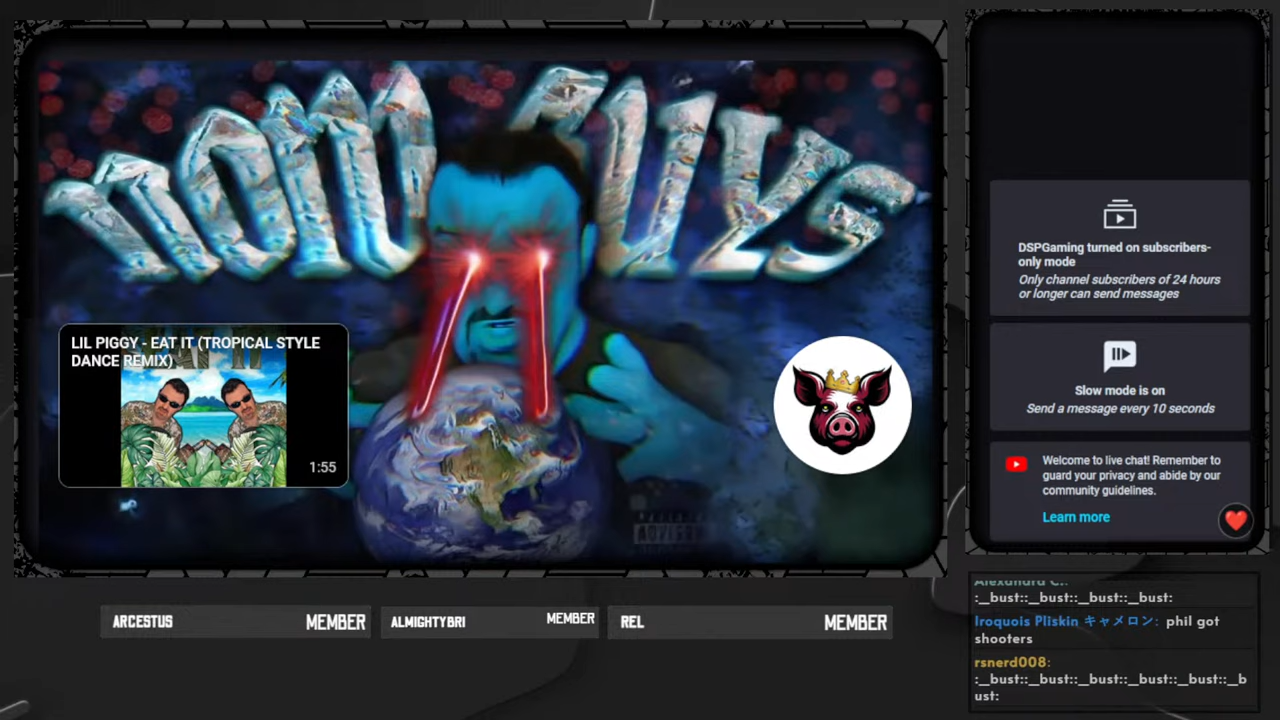 NOW GUYS
LIL PIGGY - EAT IT (TROPICAL STYLE
DANCE REMIX)
1:55
ARCESTUS
MEMBER
ALMIGHTYBRI
MEMBER
REL
MEMBER
DSPGaming turned on subscribers-
only mode
Only channel subscribers of 24 hours
or longer can send messages
Slow mode is on
Send a message every 10 seconds
Welcome to live chat! Remember to
guard your privacy and abide by our
community guidelines.
Learn more
Alexandra C.:
:_bust::_bust::_bust::_bust:
Iroquois Pliskin キャメロン: phil got
shooters
rsnerd008:
:_bust::_bust::_bust::_bust::_bust::_b
ust: